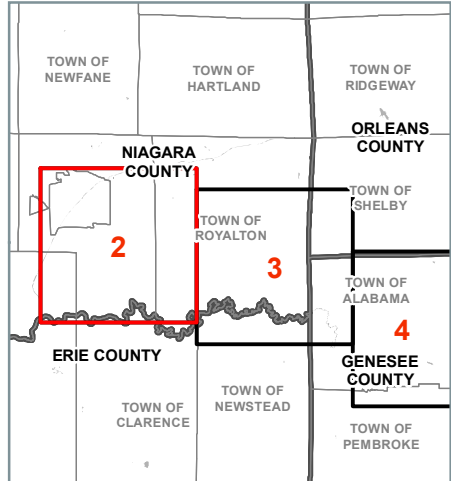 TOWN OF
NEWFANE
TOWN OF
HARTLAND
TOWN OF
RIDGEWAY
ORLEANS
COUNTY
NIAGARA
COUNTY
TOWN OF
SHELBY
TOWN OF
ROYALTON
2
3
TOWN OF
ALABAMA
4
ERIE COUNTY
GENESEE
COUNTY
TOWN OF
NEWSTEAD
TOWN OF
CLARENCE
TOWN OF
PEMBROKE